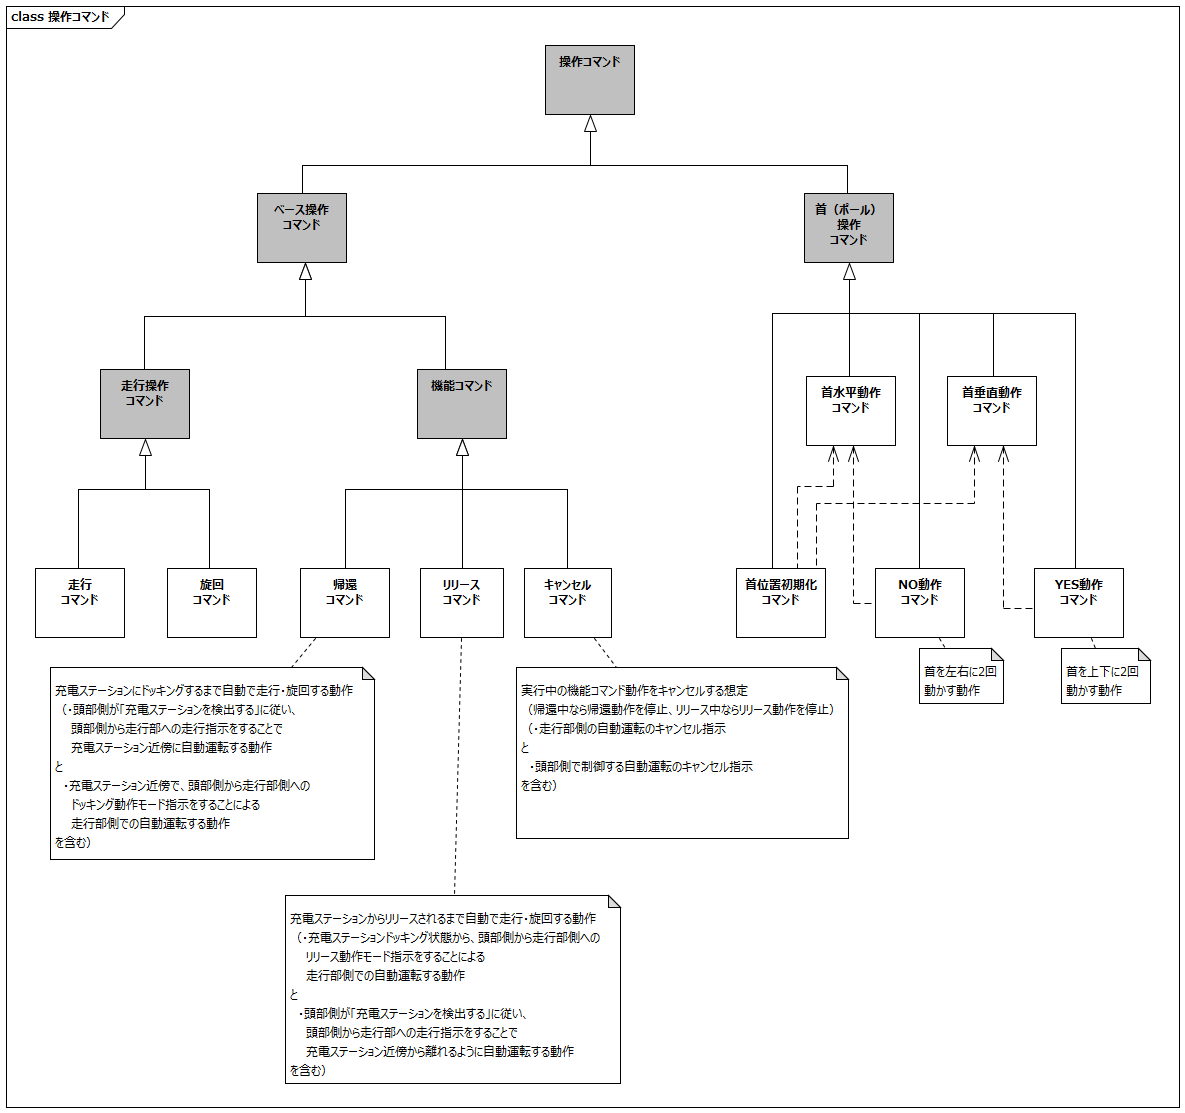 class 操作コマンド
操作コマンド
ベース操作
コマンド
首（ポール）
操作
コマンド
走行操作
コマンド
機能コマンド
首水平動作
コマンド
首垂直動作
コマンド
走行
コマンド
旋回
コマンド
帰還
コマンド
リリース
コマンド
キャンセル
コマンド
首位置初期化
コマンド
NO動作
コマンド
YES動作
コマンド
首を左右に2回
動かす動作
首を上下に2回
動かす動作
充電ステーションにドッキングするまで自動で走行・旋回する動作
（・頭部側が「充電ステーションを検出する」に従い、
頭部側から走行部への走行指示をすることで
充電ステーション近傍に自動運転する動作
と
・充電ステーション近傍で、頭部側から走行部側への
ドッキング動作モード指示をすることによる
走行部側での自動運転する動作
を含む）
実行中の機能コマンド動作をキャンセルする想定
（帰還中なら帰還動作を停止、リリース中ならリリース動作を停止）
（・走行部側の自動運転のキャンセル指示
と
・頭部側で制御する自動運転のキャンセル指示
を含む）
充電ステーションからリリースされるまで自動で走行・旋回する動作
（・充電ステーションドッキング状態から、頭部側から走行部側への
リリース動作モード指示をすることによる
走行部側での自動運転する動作
と
・頭部側が「充電ステーションを検出する」に従い、
頭部側から走行部への走行指示をすることで
充電ステーション近傍から離れるように自動運転する動作
を含む）